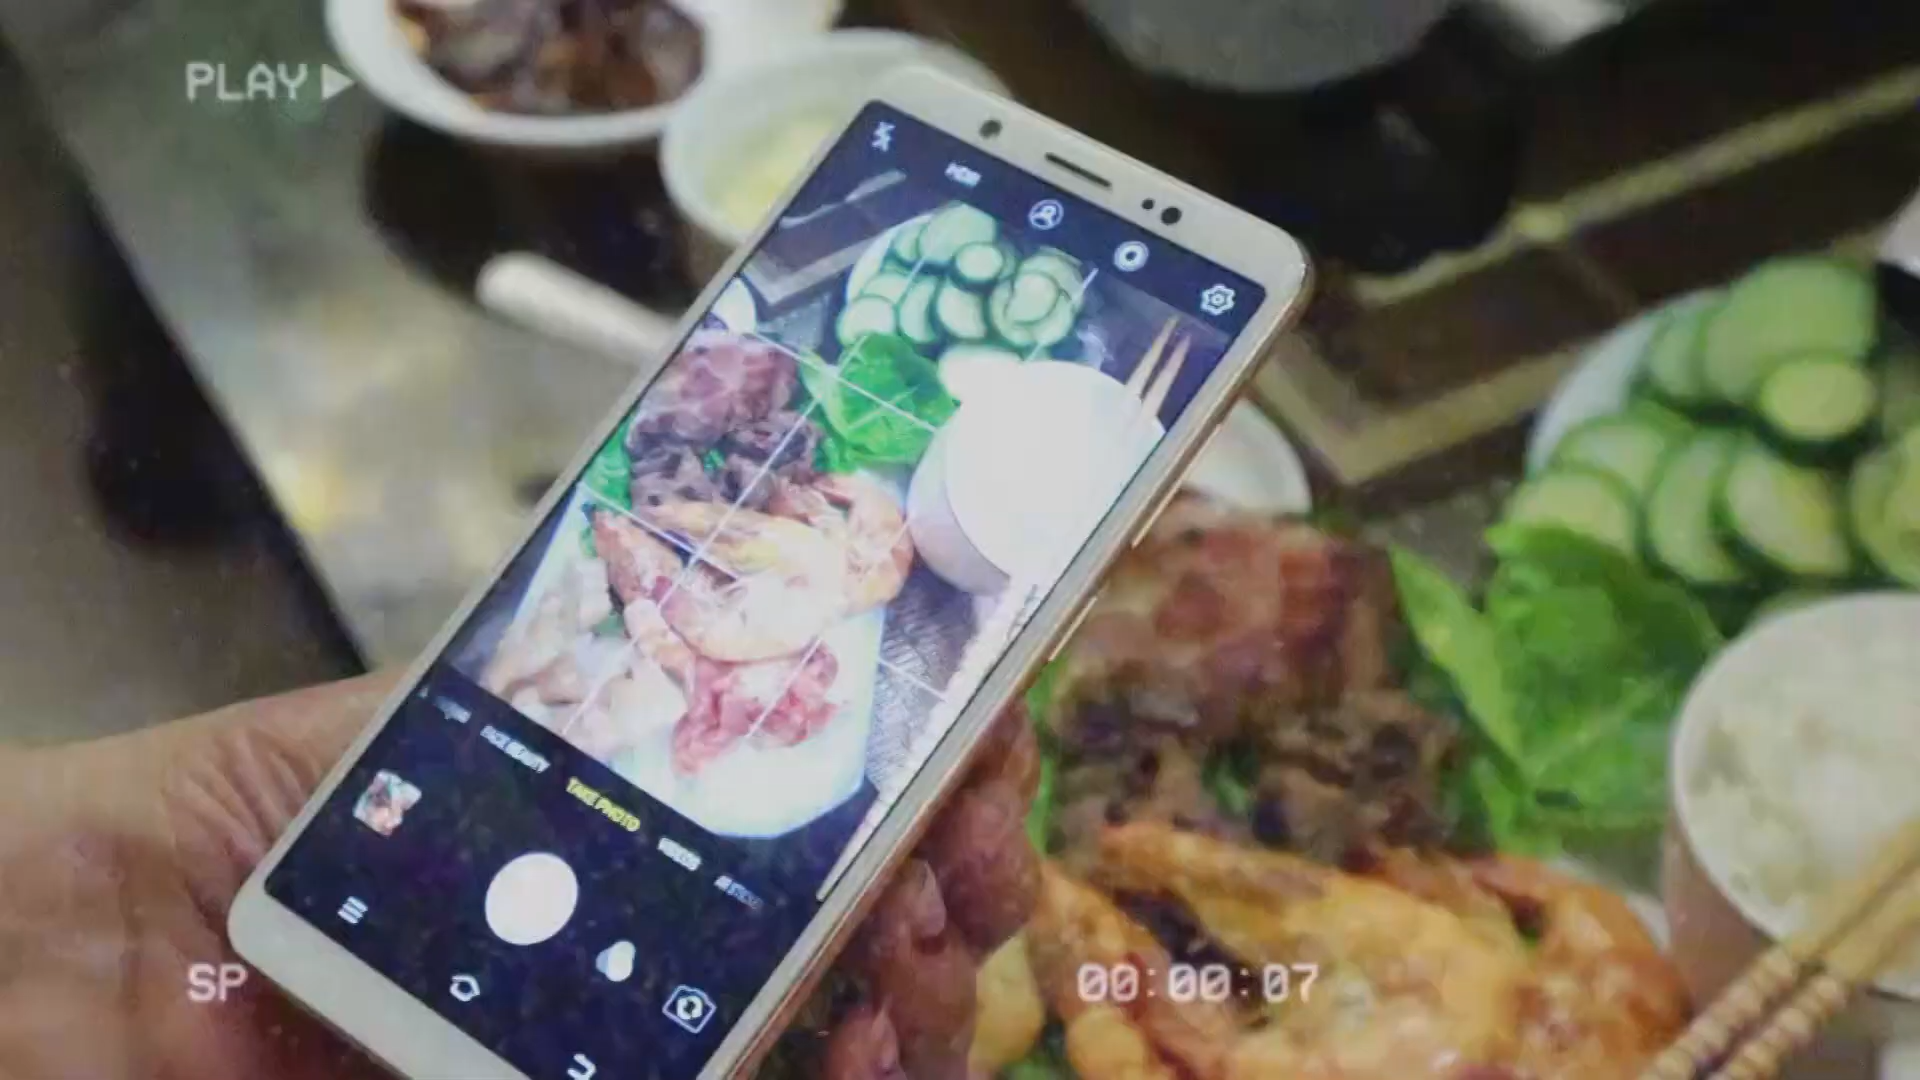 PLAY
HDR
FACE BEAUTY
TAKE PHOTO
VIDEO
SP
00:00:07